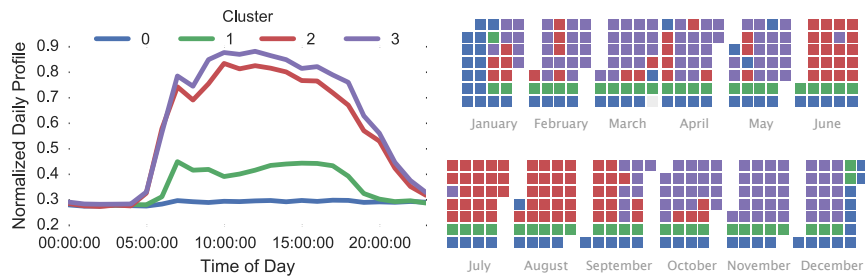 Cluster
0 1 2 3
Normalized Daily Profile
0.9
0.8
0.7
0.6
0.5
0.4
0.3
0.2
00:00:00 05:00:00 10:00:00 15:00:00 20:00:00
Time of Day
January February March April May June
July August September October November December